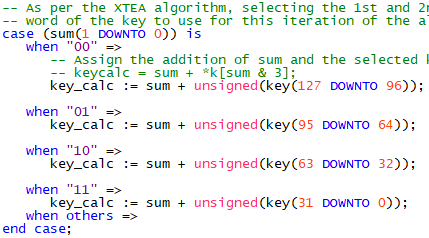 -- As per the XTEA algorithm, selecting the 1st and
-- word of the key to use for this iteration of the
case (sum(1 DOWNTO 0)) is
when "00" =>
-- Assign the addition of sum and the selected
-- keycalc = sum + *k[sum & 3];
key_calc := sum + unsigned(key(127 DOWNTO 96));
when "01" =>
key_calc := sum + unsigned(key(95 DOWNTO 64));
when "10" =>
key_calc := sum + unsigned(key(63 DOWNTO 32));
when "11" =>
key_calc := sum + unsigned(key(31 DOWNTO 0));
when others =>
end case;